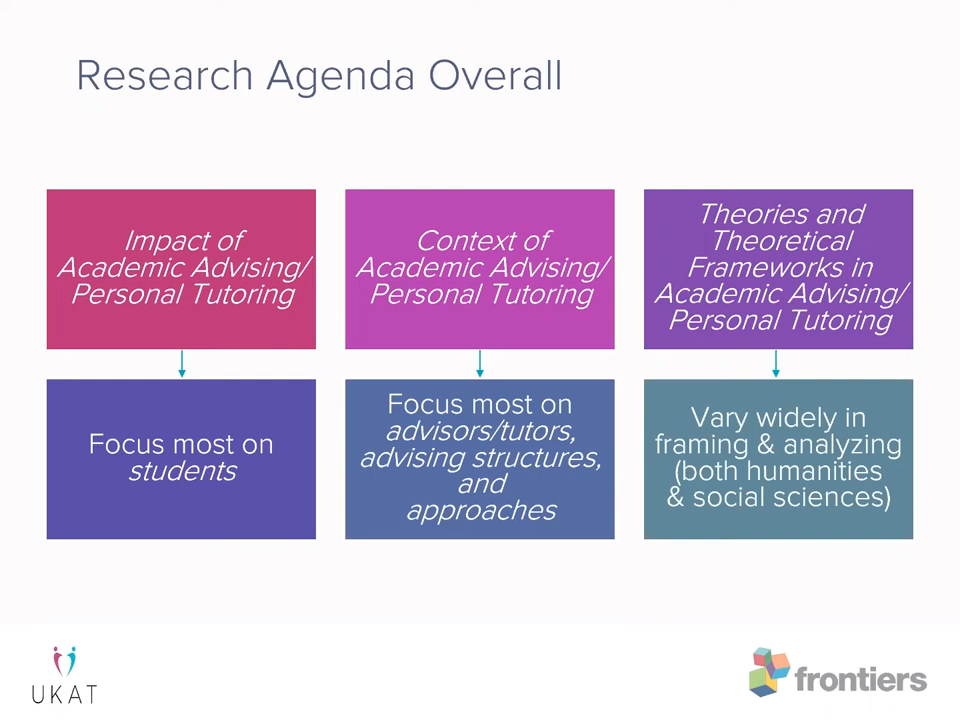 Research Agenda Overall
Impact of
Academic Advising/
Personal Tutoring
Context of
Academic Advising/
Personal Tutoring
Theories and
Theoretical
Frameworks in
Academic Advising/
Personal Tutoring
Focus most on
students
Focus most on
advisors/tutors,
advising structures,
and
approaches
Vary widely in
framing & analyzing
(both humanities
& social sciences)
UKAT
frontiers